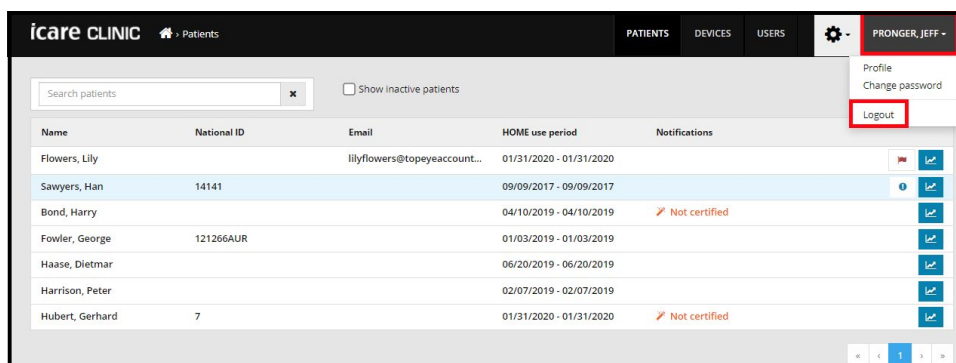 icare CLINIC > Patients PATIENTS DEVICES USERS PRONGER, JEFF
Profile
Change password
Logout
Search patients Show inactive patients
Name National ID Email HOME use period Notifications
Flowers, Lily lilyflowers@topeyeaccount... 01/31/2020 - 01/31/2020
Sawyers, Han 14141 09/09/2017 - 09/09/2017
Bond, Harry 04/10/2019 - 04/10/2019 Not certified
Fowler, George 121266AUR 01/03/2019 - 01/03/2019
Haase, Dietmar 06/20/2019 - 06/20/2019
Harrison, Peter 02/07/2019 - 02/07/2019
Hubert, Gerhard 7 01/31/2020 - 01/31/2020 Not certified
« ‹ 1 › »